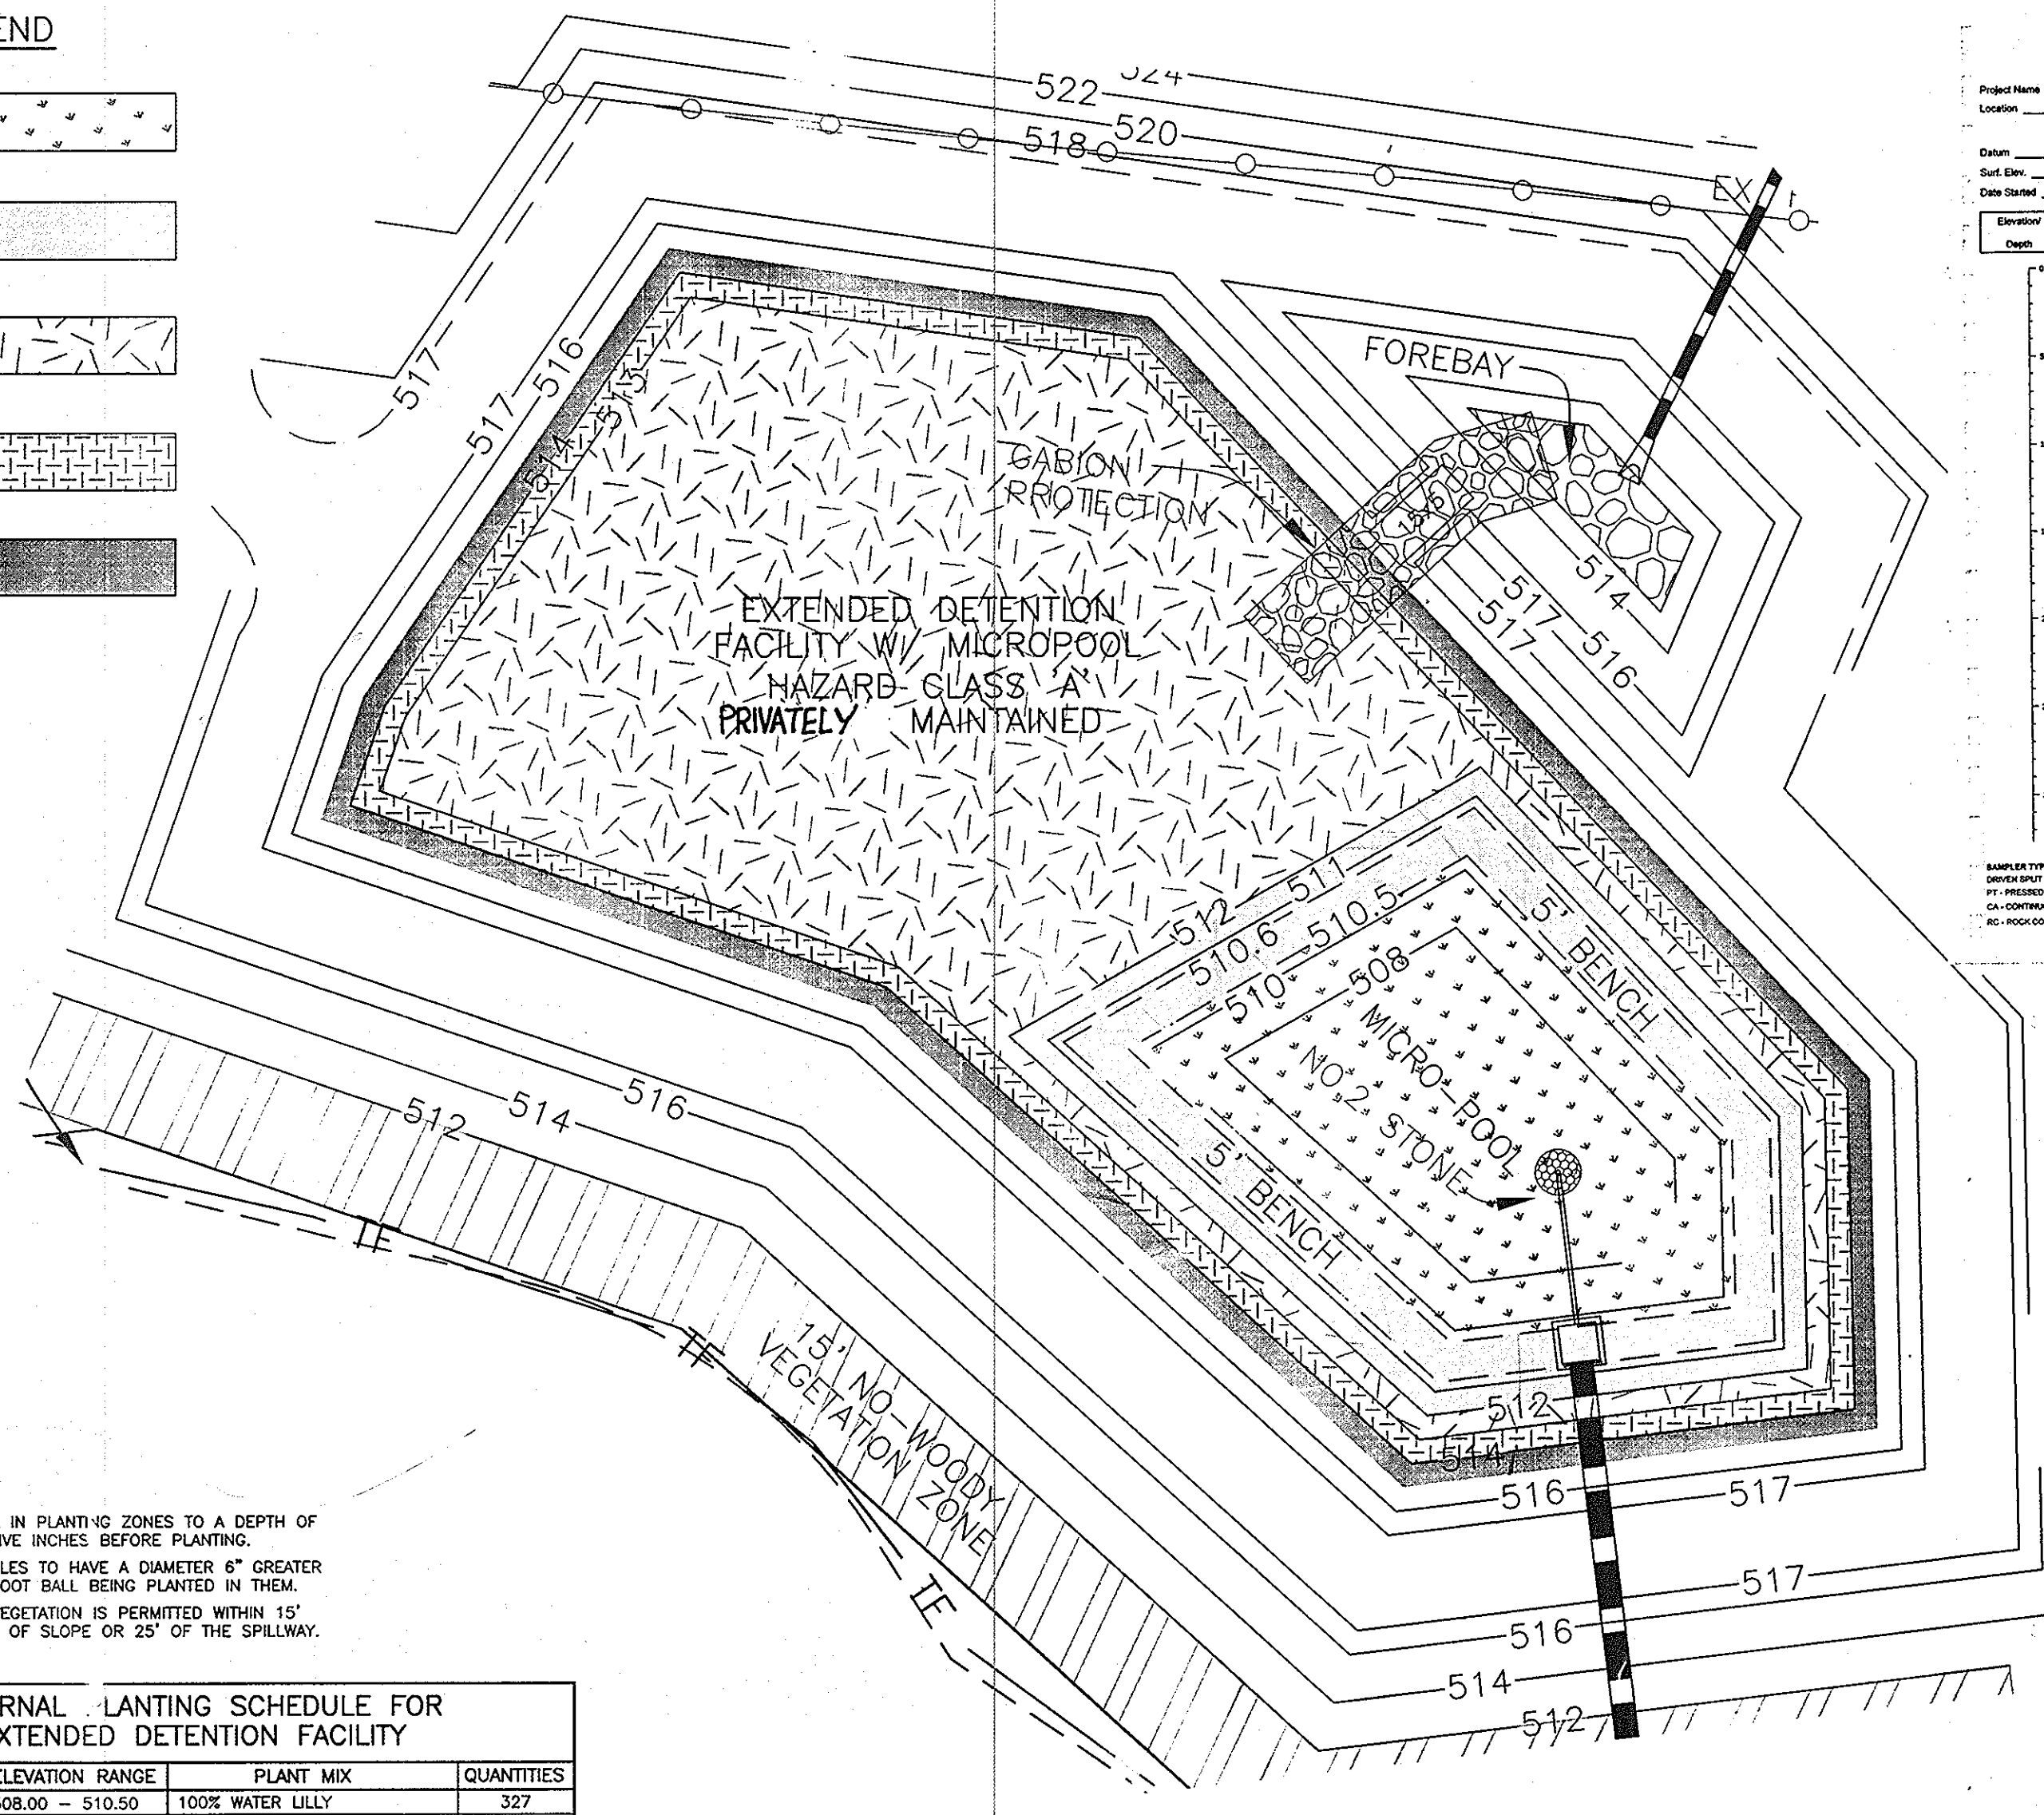 END
524
522
520
518
EX
517
516
517
515
514
FOREBAY
GABION
PROTECTION
514
517
517
516
EXTENDED DETENTION
FACILITY W/ MICROPOOL
HAZARD CLASS 'A'
PRIVATELY MAINTAINED
512
511
510.6
510.5
510
508
5' BENCH
MICRO-POOL
NO.2 STONE
5' BENCH
512
514
516
517
512
514
516
15' NO-WOODY
VEGETATION ZONE
TF
TF
TF
517
516
514
512
IN PLANTING ZONES TO A DEPTH OF
IVE INCHES BEFORE PLANTING.
LES TO HAVE A DIAMETER 6" GREATER
OOT BALL BEING PLANTED IN THEM.
EGETATION IS PERMITTED WITHIN 15'
OF SLOPE OR 25' OF THE SPILLWAY.
RNAL LANTING SCHEDULE FOR
XTENDED DETENTION FACILITY
ELEVATION RANGE PLANT MIX QUANTITIES
508.00 - 510.50 100% WATER LILLY 327
Project Name
Location
Datum
Surf. Elev.
Date Started
Elevation/
Depth
0
SAMPLER TYP
DRIVEN SPLIT
PT - PRESSED
CA - CONTINU
RC - ROCK CO